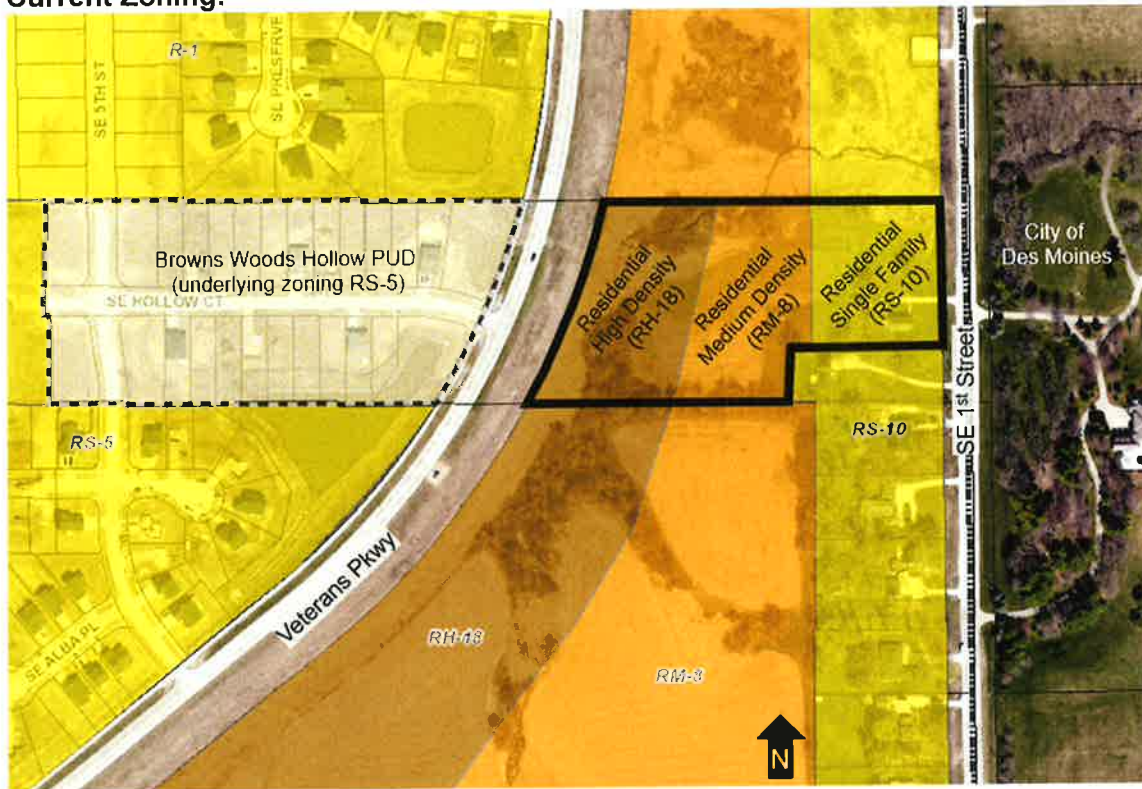 Current Zoning:
R-1
SE PRESERVE
SE 5TH ST
Browns Woods Hollow PUD
(underlying zoning RS-5)
SE HOLLOW CT
Residential
High Density
(RH-18)
Residential
Medium Density
(RM-8)
Residential
Single Family
(RS-10)
City of
Des Moines
RS-5
RS-10
SE 1st Street
Veterans Pkwy
SE ALBA PL
RH-18
RM-8
N